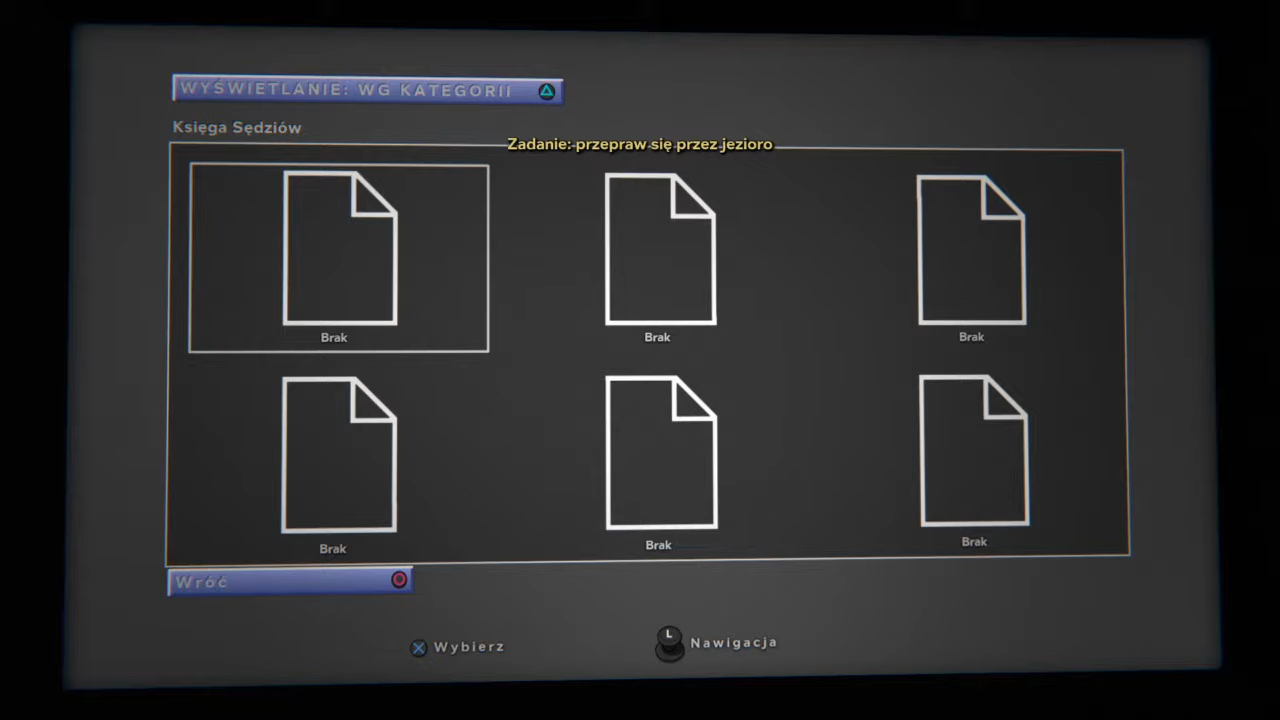 WYŚWIETLANIE: WG KATEGORII
Księga Sędziów
Zadanie: przepraw się przez jezioro
Brak
Brak
Brak
Brak
Brak
Brak
Wróć
Wybierz
L
Nawigacja